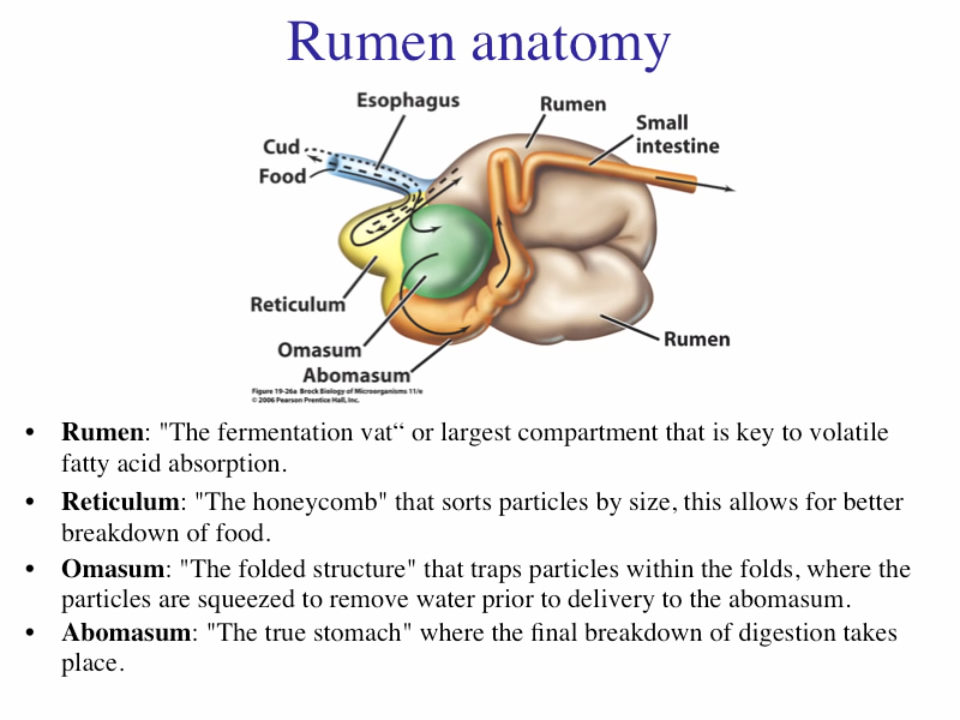 Rumen anatomy
Esophagus
Rumen
Small
intestine
Cud
Food
Reticulum
Omasum
Abomasum
Rumen
Figure 19-26a Brock Biology of Microorganisms 11/e
© 2006 Pearson Prentice Hall, Inc.
• Rumen: "The fermentation vat“ or largest compartment that is key to volatile
fatty acid absorption.
• Reticulum: "The honeycomb" that sorts particles by size, this allows for better
breakdown of food.
• Omasum: "The folded structure" that traps particles within the folds, where the
particles are squeezed to remove water prior to delivery to the abomasum.
• Abomasum: "The true stomach" where the final breakdown of digestion takes
place.